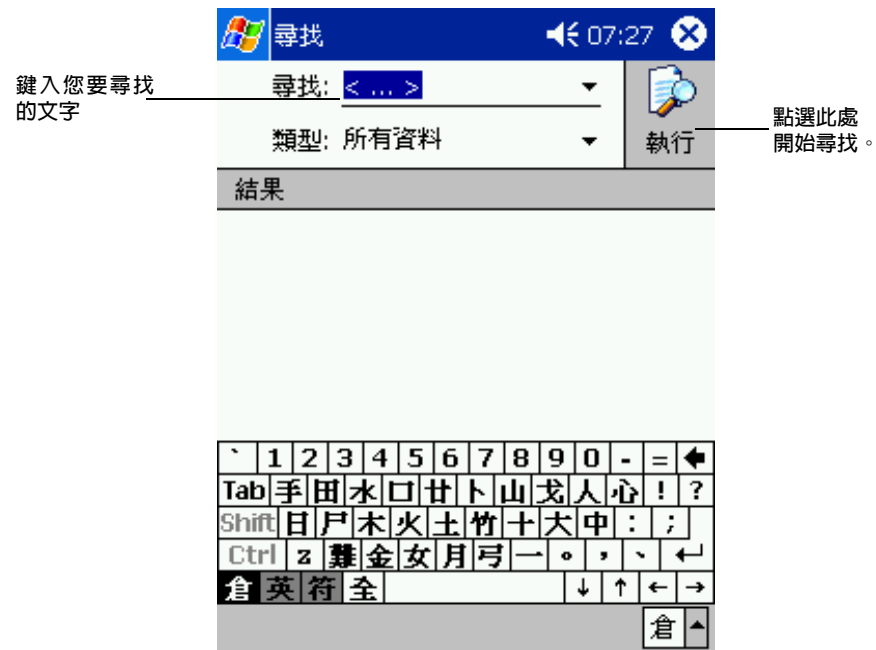 尋找 07:27
鍵入您要尋找
的文字
尋找: < ... >
類型: 所有資料
執行
點選此處
開始尋找。
結果
` 1 2 3 4 5 6 7 8 9 0 - =
Tab 手 田 水 口 廿 卜 山 戈 人 心 ! ?
Shift 日 尸 木 火 土 竹 十 大 中 : ;
Ctrl z 難 金 女 月 弓 一 。 , 、 ↵
倉 英 符 全 ↓ ↑ ← →
倉